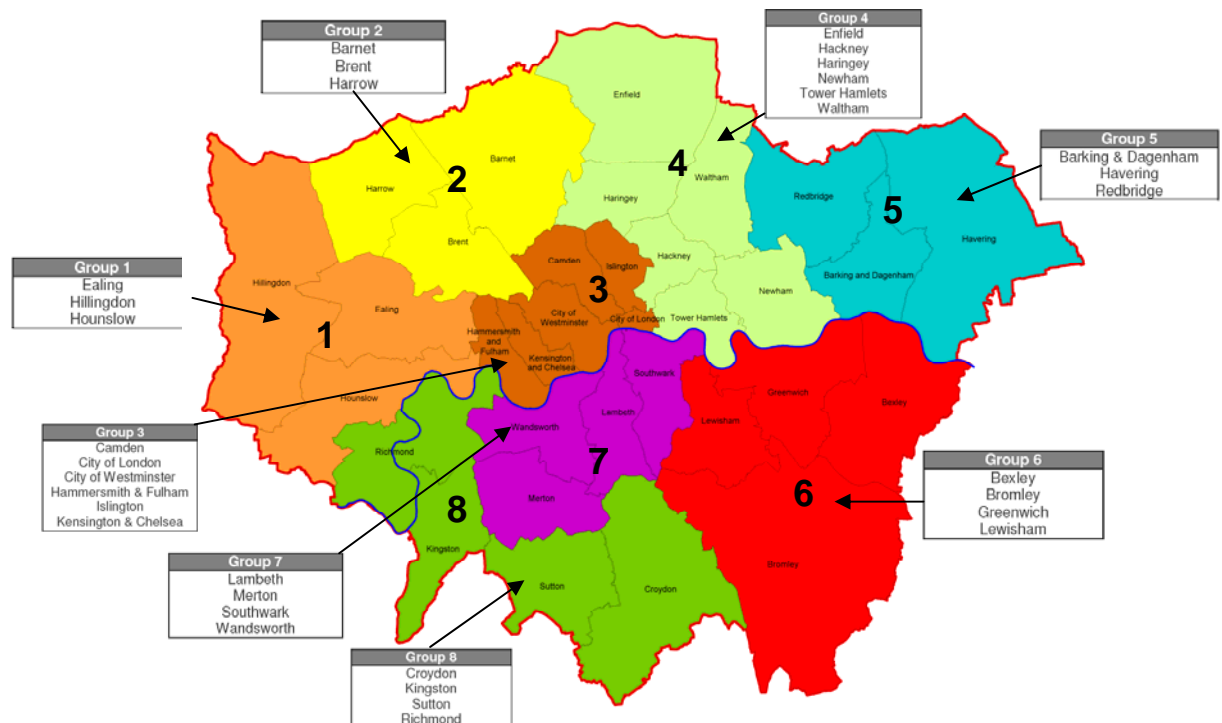 Group 2
Barnet
Brent
Harrow
Group 4
Enfield
Hackney
Haringey
Newham
Tower Hamlets
Waltham
Group 5
Barking & Dagenham
Havering
Redbridge
Group 1
Ealing
Hillingdon
Hounslow
Group 3
Camden
City of London
City of Westminster
Hammersmith & Fulham
Islington
Kensington & Chelsea
Group 6
Bexley
Bromley
Greenwich
Lewisham
Group 7
Lambeth
Merton
Southwark
Wandsworth
Group 8
Croydon
Kingston
Sutton
Richmond
Enfield
Barnet
2
4
Waltham
Harrow
Haringey
Redbridge
5
Havering
Brent
Hackney
Camden
Islington
Barking and Dagenham
Hillingdon
Ealing
3
Newham
1
City of
Westminster
City of London
Tower Hamlets
Hammersmith
and
Fulham
Kensington
and Chelsea
Southwark
Hounslow
Greenwich
Bexley
Lambeth
Lewisham
Wandsworth
Richmond
7
Merton
6
8
Kingston
Bromley
Sutton
Croydon